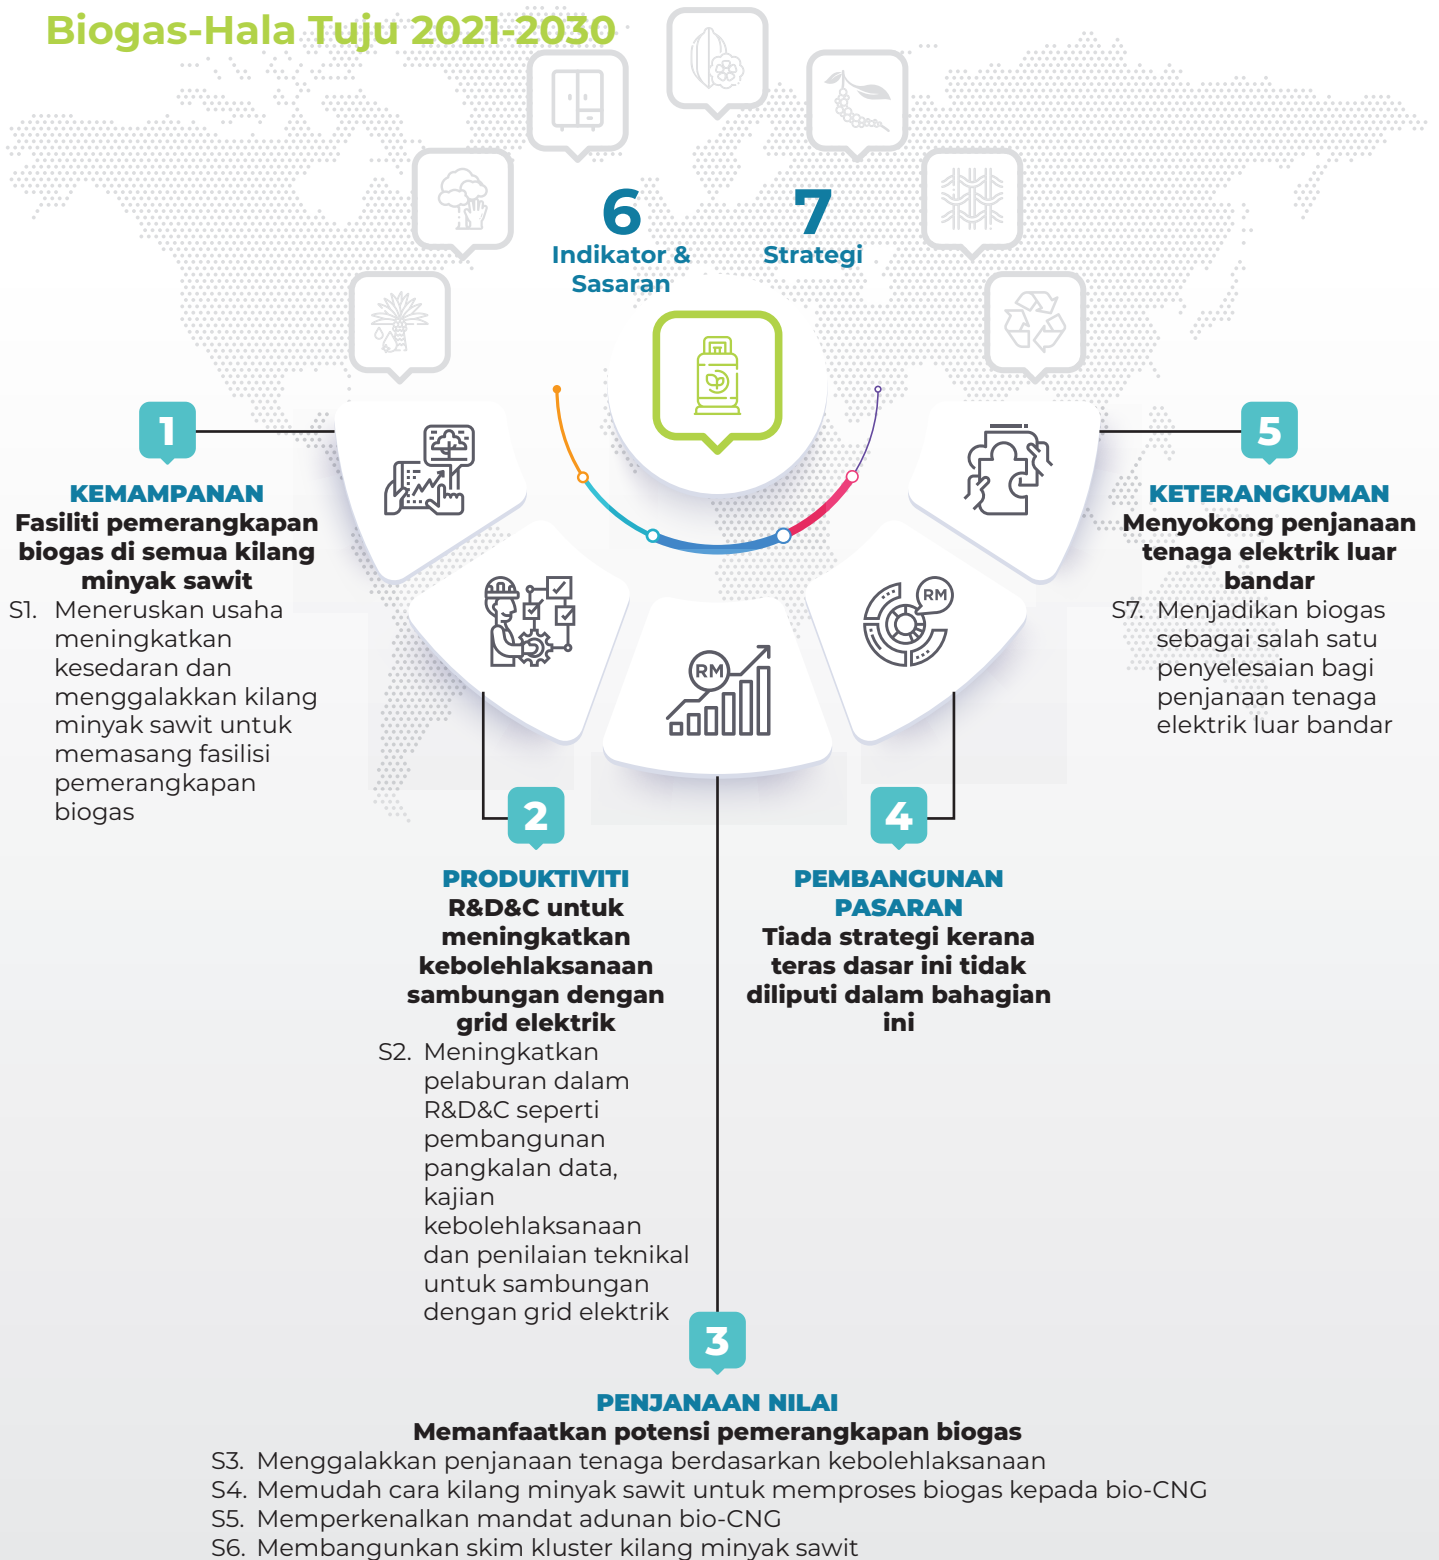 Biogas-Hala Tuju 2021-2030
6
Indikator &
Sasaran
7
Strategi
1
KEMAMPANAN
Fasiliti pemerangkapan
biogas di semua kilang
minyak sawit
S1. Meneruskan usaha
meningkatkan
kesedaran dan
menggalakkan kilang
minyak sawit untuk
memasang fasilisi
pemerangkapan
biogas
RM
RM
2
PRODUKTIVITI
R&D&C untuk
meningkatkan
kebolehlaksanaan
sambungan dengan
grid elektrik
S2. Meningkatkan
pelaburan dalam
R&D&C seperti
pembangunan
pangkalan data,
kajian
kebolehlaksanaan
dan penilaian teknikal
untuk sambungan
dengan grid elektrik
3
PENJANAAN NILAI
Memanfaatkan potensi pemerangkapan biogas
S3. Menggalakkan penjanaan tenaga berdasarkan kebolehlaksanaan
S4. Memudah cara kilang minyak sawit untuk memproses biogas kepada bio-CNG
S5. Memperkenalkan mandat adunan bio-CNG
S6. Membangunkan skim kluster kilang minyak sawit
4
PEMBANGUNAN
PASARAN
Tiada strategi kerana
teras dasar ini tidak
diliputi dalam bahagian
ini
5
KETERANGKUMAN
Menyokong penjanaan
tenaga elektrik luar
bandar
S7. Menjadikan biogas
sebagai salah satu
penyelesaian bagi
penjanaan tenaga
elektrik luar bandar